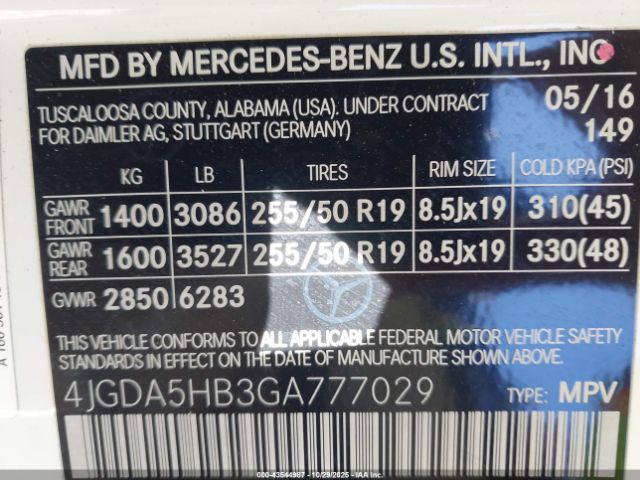 MFD BY MERCEDES-BENZ U.S. INTL., INC
TUSCALOOSA COUNTY, ALABAMA (USA). UNDER CONTRACT 05/16
FOR DAIMLER AG, STUTTGART (GERMANY) 149
KG LB TIRES RIM SIZE COLD KPA (PSI)
GAWR FRONT 1400 3086 255/50 R19 8.5Jx19 310(45)
GAWR REAR 1600 3527 255/50 R19 8.5Jx19 330(48)
GVWR 2850 6283
THIS VEHICLE CONFORMS TO ALL APPLICABLE FEDERAL MOTOR VEHICLE SAFETY
STANDARDS IN EFFECT ON THE DATE OF MANUFACTURE SHOWN ABOVE.
4JGDA5HB3GA777029 TYPE: MPV
000-43544987 - 10/29/2025 - IAAI.COM